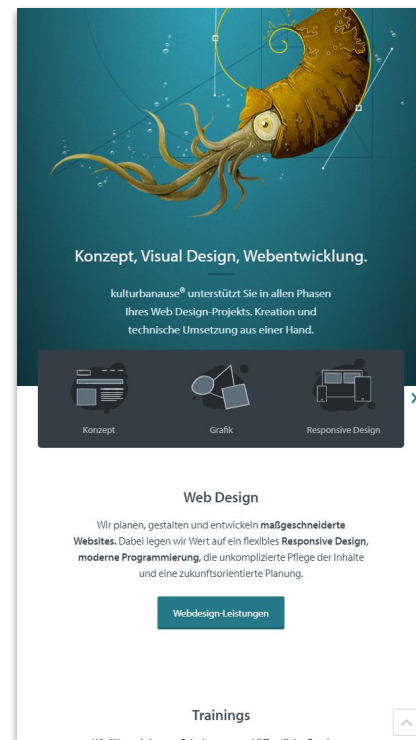 Konzept, Visual Design, Webentwicklung.
kulturbanause® unterstützt Sie in allen Phasen
Ihres Web Design-Projekts. Kreation und
technische Umsetzung aus einer Hand.
Konzept Grafik Responsive Design
Web Design
Wir planen, gestalten und entwickeln maßgeschneiderte
Websites. Dabei legen wir Wert auf ein flexibles Responsive Design,
moderne Programmierung, die unkomplizierte Pflege der Inhalte
und eine zukunftsorientierte Planung.
Webdesign-Leistungen
Trainings